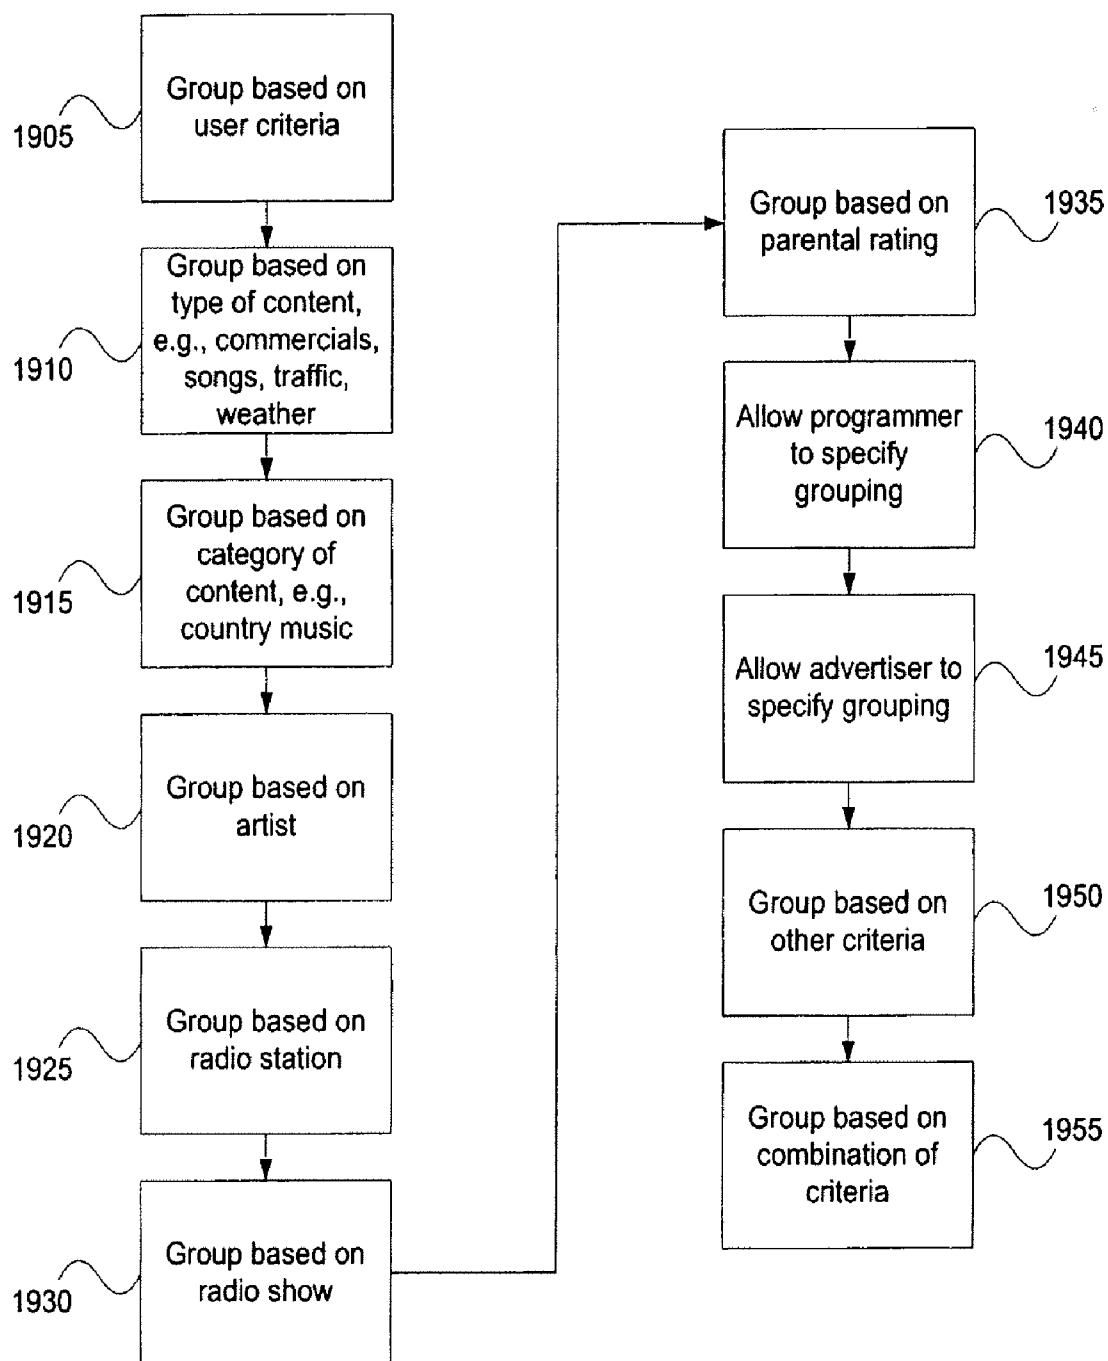 Group based on
user criteria
1905
Group based on
type of content,
e.g., commercials,
songs, traffic,
weather
1910
Group based on
category of
content, e.g.,
country music
1915
Group based on
artist
1920
Group based on
radio station
1925
Group based on
radio show
1930
Group based on
parental rating
1935
Allow programmer
to specify
grouping
1940
Allow advertiser to
specify grouping
1945
Group based on
other criteria
1950
Group based on
combination of
criteria
1955